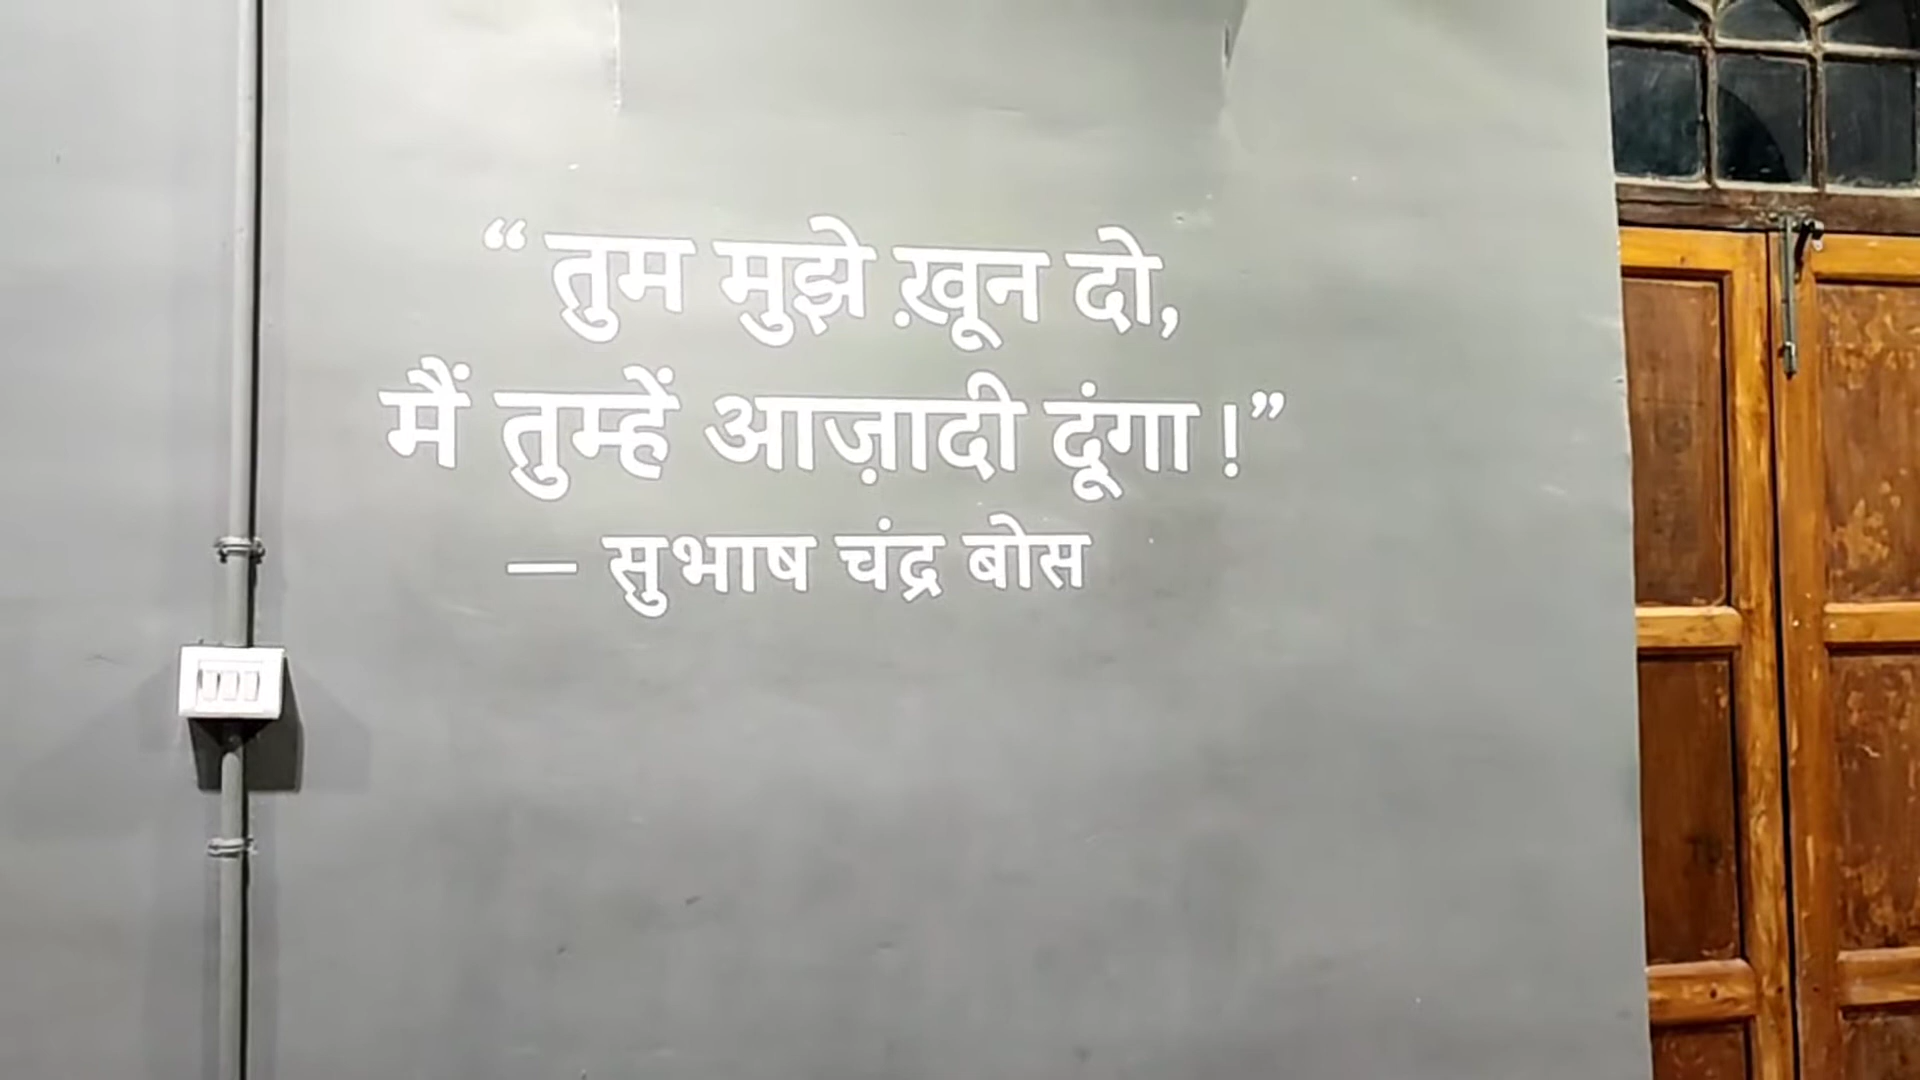 “ तुम मुझे ख़ून दो,
मैं तुम्हें आज़ादी दूंगा !”
— सुभाष चंद्र बोस